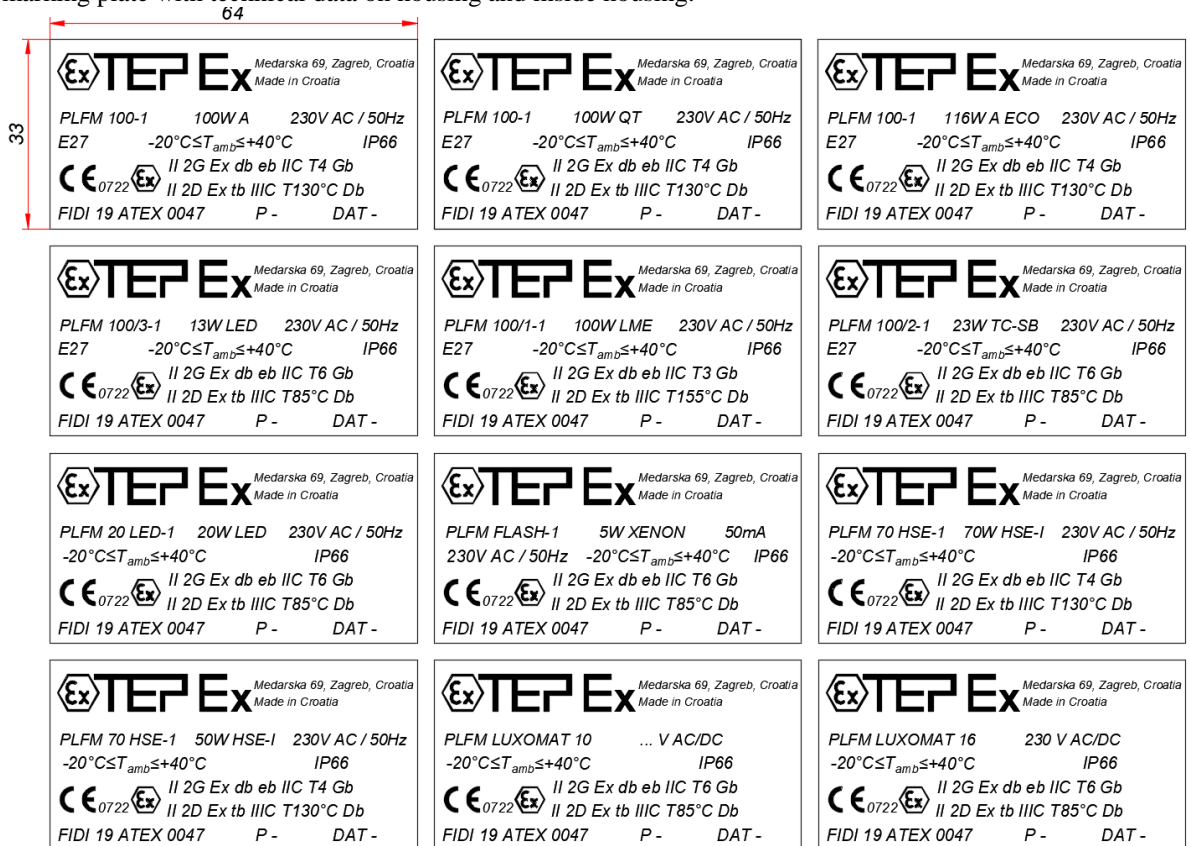 marking plate with technical data on housing and inside housing.
64
33
Ex TEP Ex Medarska 69, Zagreb, Croatia
Made in Croatia
PLFM 100-1 100W A 230V AC / 50Hz
E27 -20°C≤Tamb≤+40°C IP66
II 2G Ex db eb IIC T4 Gb
CE 0722 Ex II 2D Ex tb IIIC T130°C Db
FIDI 19 ATEX 0047 P - DAT -
Ex TEP Ex Medarska 69, Zagreb, Croatia
Made in Croatia
PLFM 100-1 100W QT 230V AC / 50Hz
E27 -20°C≤Tamb≤+40°C IP66
II 2G Ex db eb IIC T4 Gb
CE 0722 Ex II 2D Ex tb IIIC T130°C Db
FIDI 19 ATEX 0047 P - DAT -
Ex TEP Ex Medarska 69, Zagreb, Croatia
Made in Croatia
PLFM 100-1 116W A ECO 230V AC / 50Hz
E27 -20°C≤Tamb≤+40°C IP66
II 2G Ex db eb IIC T4 Gb
CE 0722 Ex II 2D Ex tb IIIC T130°C Db
FIDI 19 ATEX 0047 P - DAT -
Ex TEP Ex Medarska 69, Zagreb, Croatia
Made in Croatia
PLFM 100/3-1 13W LED 230V AC / 50Hz
E27 -20°C≤Tamb≤+40°C IP66
II 2G Ex db eb IIC T6 Gb
CE 0722 Ex II 2D Ex tb IIIC T85°C Db
FIDI 19 ATEX 0047 P - DAT -
Ex TEP Ex Medarska 69, Zagreb, Croatia
Made in Croatia
PLFM 100/1-1 100W LME 230V AC / 50Hz
E27 -20°C≤Tamb≤+40°C IP66
II 2G Ex db eb IIC T3 Gb
CE 0722 Ex II 2D Ex tb IIIC T155°C Db
FIDI 19 ATEX 0047 P - DAT -
Ex TEP Ex Medarska 69, Zagreb, Croatia
Made in Croatia
PLFM 100/2-1 23W TC-SB 230V AC / 50Hz
E27 -20°C≤Tamb≤+40°C IP66
II 2G Ex db eb IIC T6 Gb
CE 0722 Ex II 2D Ex tb IIIC T85°C Db
FIDI 19 ATEX 0047 P - DAT -
Ex TEP Ex Medarska 69, Zagreb, Croatia
Made in Croatia
PLFM 20 LED-1 20W LED 230V AC / 50Hz
-20°C≤Tamb≤+40°C IP66
II 2G Ex db eb IIC T6 Gb
CE 0722 Ex II 2D Ex tb IIIC T85°C Db
FIDI 19 ATEX 0047 P - DAT -
Ex TEP Ex Medarska 69, Zagreb, Croatia
Made in Croatia
PLFM FLASH-1 5W XENON 50mA
230V AC / 50Hz -20°C≤Tamb≤+40°C IP66
II 2G Ex db eb IIC T6 Gb
CE 0722 Ex II 2D Ex tb IIIC T85°C Db
FIDI 19 ATEX 0047 P - DAT -
Ex TEP Ex Medarska 69, Zagreb, Croatia
Made in Croatia
PLFM 70 HSE-1 70W HSE-I 230V AC / 50Hz
-20°C≤Tamb≤+40°C IP66
II 2G Ex db eb IIC T4 Gb
CE 0722 Ex II 2D Ex tb IIIC T130°C Db
FIDI 19 ATEX 0047 P - DAT -
Ex TEP Ex Medarska 69, Zagreb, Croatia
Made in Croatia
PLFM 70 HSE-1 50W HSE-I 230V AC / 50Hz
-20°C≤Tamb≤+40°C IP66
II 2G Ex db eb IIC T4 Gb
CE 0722 Ex II 2D Ex tb IIIC T130°C Db
FIDI 19 ATEX 0047 P - DAT -
Ex TEP Ex Medarska 69, Zagreb, Croatia
Made in Croatia
PLFM LUXOMAT 10 ... V AC/DC
-20°C≤Tamb≤+40°C IP66
II 2G Ex db eb IIC T6 Gb
CE 0722 Ex II 2D Ex tb IIIC T85°C Db
FIDI 19 ATEX 0047 P - DAT -
Ex TEP Ex Medarska 69, Zagreb, Croatia
Made in Croatia
PLFM LUXOMAT 16 230 V AC/DC
-20°C≤Tamb≤+40°C IP66
II 2G Ex db eb IIC T6 Gb
CE 0722 Ex II 2D Ex tb IIIC T85°C Db
FIDI 19 ATEX 0047 P - DAT -